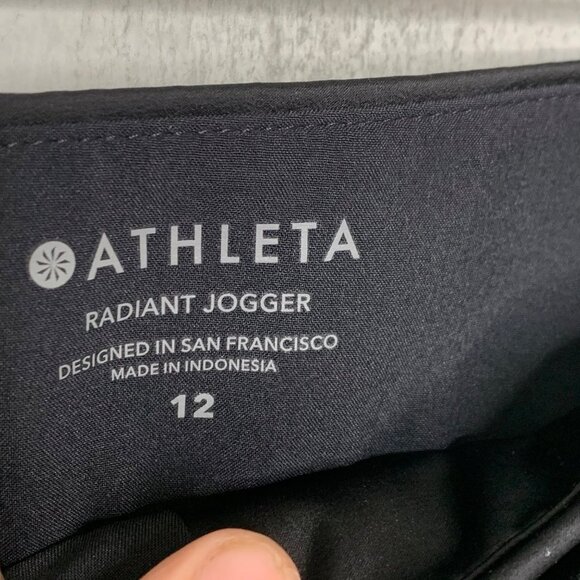 ATHLETA
RADIANT JOGGER
DESIGNED IN SAN FRANCISCO
MADE IN INDONESIA
12